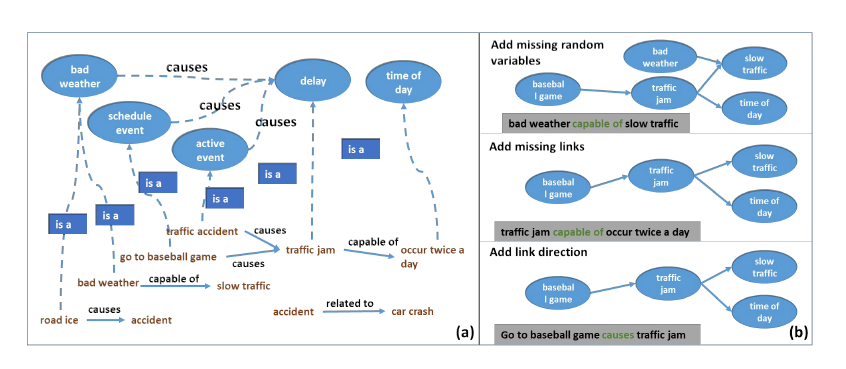 bad
weather
causes
delay
time of
day
causes
schedule
event
causes
active
event
is a
is a
is a
is a
is a
is a
traffic accident
causes
go to baseball game
causes
traffic jam
capable of
occur twice a
day
bad weather
capable of
slow traffic
road ice
causes
accident
accident
related to
car crash
(a)
Add missing random
variables
bad
weather
slow
traffic
basebal
l game
traffic
jam
time of
day
bad weather capable of slow traffic
Add missing links
slow
traffic
traffic
jam
basebal
l game
time of
day
traffic jam capable of occur twice a day
Add link direction
slow
traffic
traffic
jam
basebal
l game
time of
day
Go to baseball game causes traffic jam
(b)